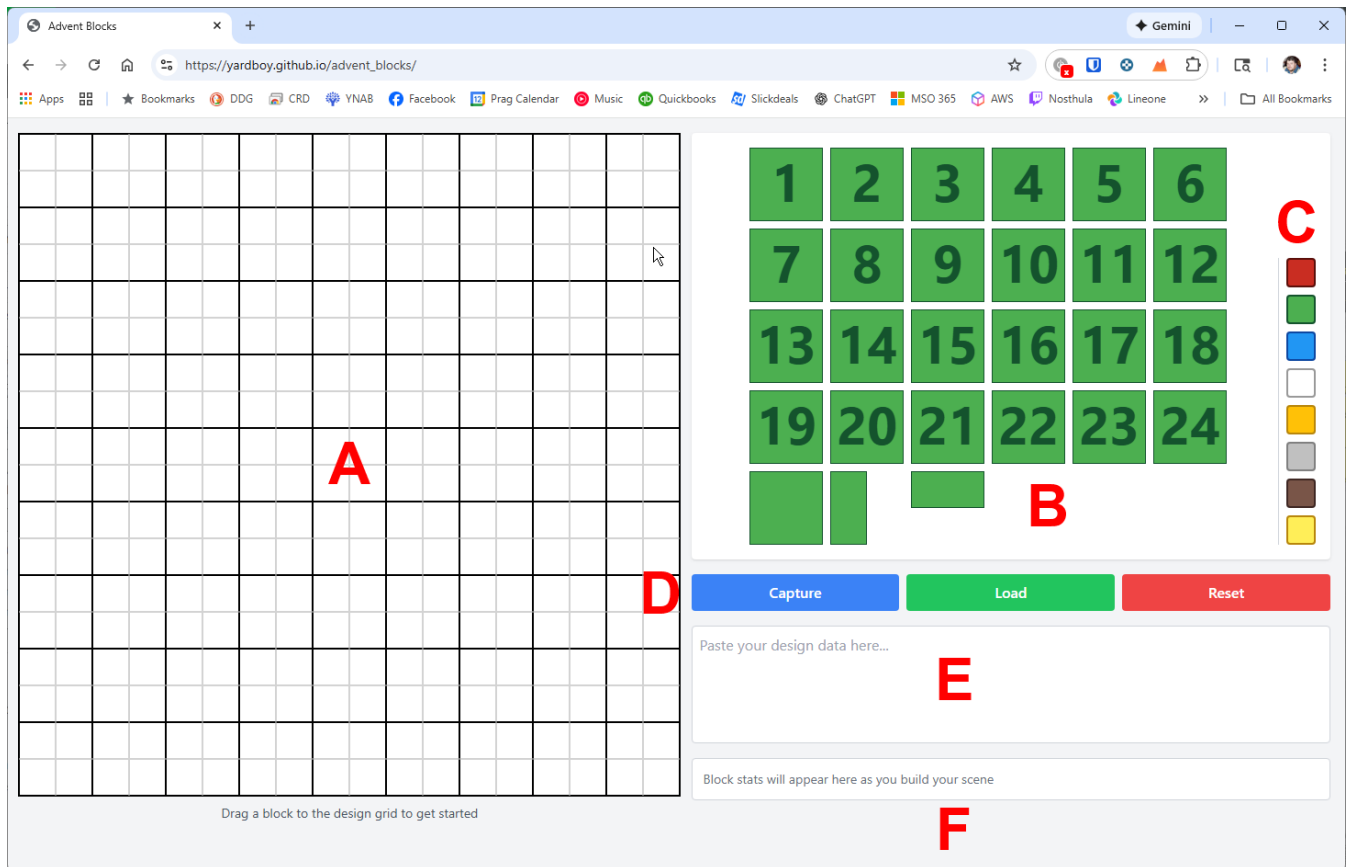 Advent Blocks
Gemini
https://yardboy.github.io/advent_blocks/
Apps Bookmarks DDG CRD YNAB Facebook 12 Prag Calendar Music Quickbooks Slickdeals ChatGPT MSO 365 AWS Nosthula Lineone » All Bookmarks
1 2 3 4 5 6
C
7 8 9 10 11 12
13 14 15 16 17 18
19 20 21 22 23 24
A
B
D
Capture Load Reset
Paste your design data here...
E
Block stats will appear here as you build your scene
Drag a block to the design grid to get started
F